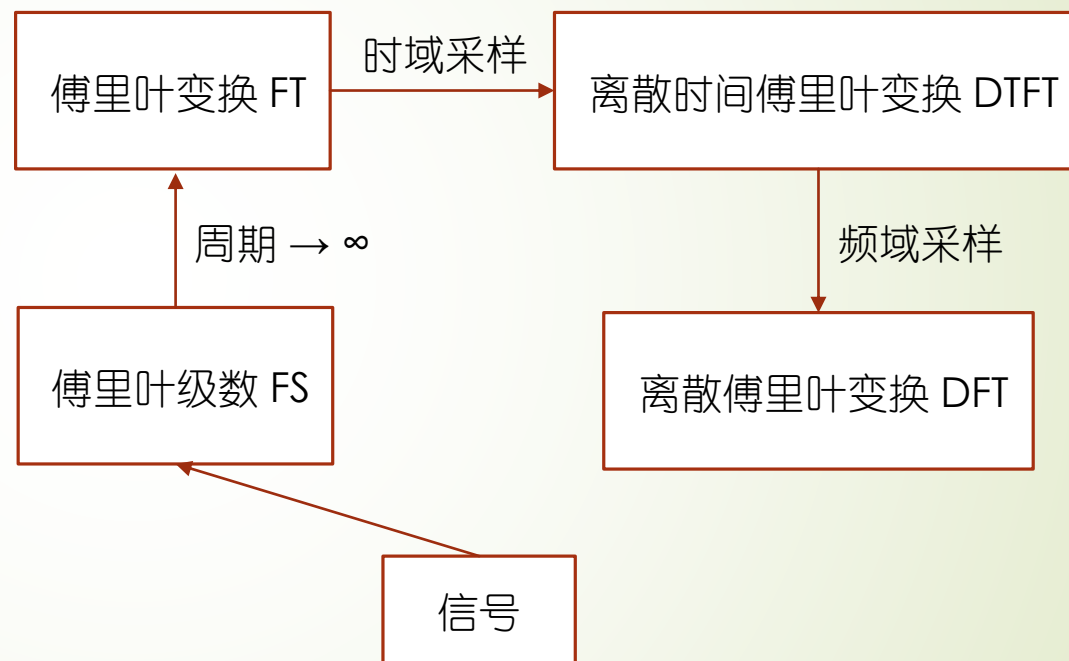 傅里叶变换 FT
时域采样
离散时间傅里叶变换 DTFT
周期 → ∞
频域采样
傅里叶级数 FS
离散傅里叶变换 DFT
信号